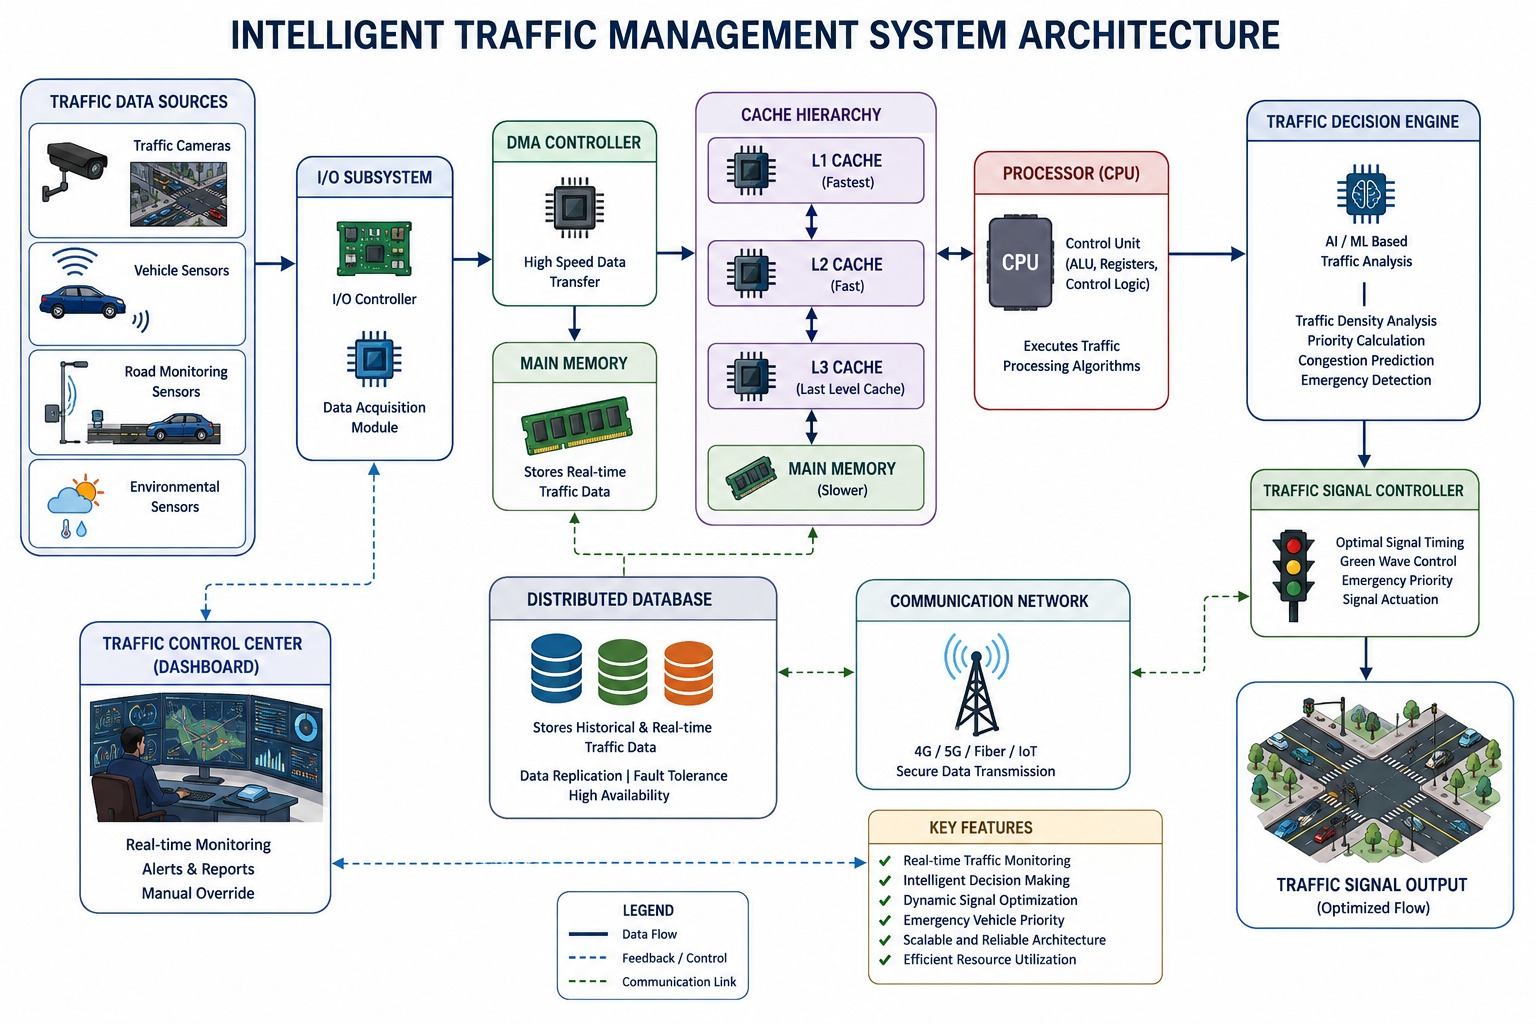 INTELLIGENT TRAFFIC MANAGEMENT SYSTEM ARCHITECTURE
TRAFFIC DATA SOURCES
Traffic Cameras
Vehicle Sensors
Road Monitoring
Sensors
Environmental
Sensors
I/O SUBSYSTEM
I/O Controller
Data Acquisition
Module
DMA CONTROLLER
High Speed Data
Transfer
MAIN MEMORY
Stores Real-time
Traffic Data
CACHE HIERARCHY
L1 CACHE
(Fastest)
L2 CACHE
(Fast)
L3 CACHE
(Last Level Cache)
MAIN MEMORY
(Slower)
PROCESSOR (CPU)
CPU
Control Unit
(ALU, Registers,
Control Logic)
Executes Traffic
Processing Algorithms
TRAFFIC DECISION ENGINE
AI / ML Based
Traffic Analysis
Traffic Density Analysis
Priority Calculation
Congestion Prediction
Emergency Detection
TRAFFIC SIGNAL CONTROLLER
Optimal Signal Timing
Green Wave Control
Emergency Priority
Signal Actuation
TRAFFIC CONTROL CENTER
(DASHBOARD)
Real-time Monitoring
Alerts & Reports
Manual Override
DISTRIBUTED DATABASE
Stores Historical & Real-time
Traffic Data
Data Replication | Fault Tolerance
High Availability
COMMUNICATION NETWORK
4G / 5G / Fiber / IoT
Secure Data Transmission
TRAFFIC SIGNAL OUTPUT
(Optimized Flow)
LEGEND
Data Flow
Feedback / Control
Communication Link
KEY FEATURES
Real-time Traffic Monitoring
Intelligent Decision Making
Dynamic Signal Optimization
Emergency Vehicle Priority
Scalable and Reliable Architecture
Efficient Resource Utilization